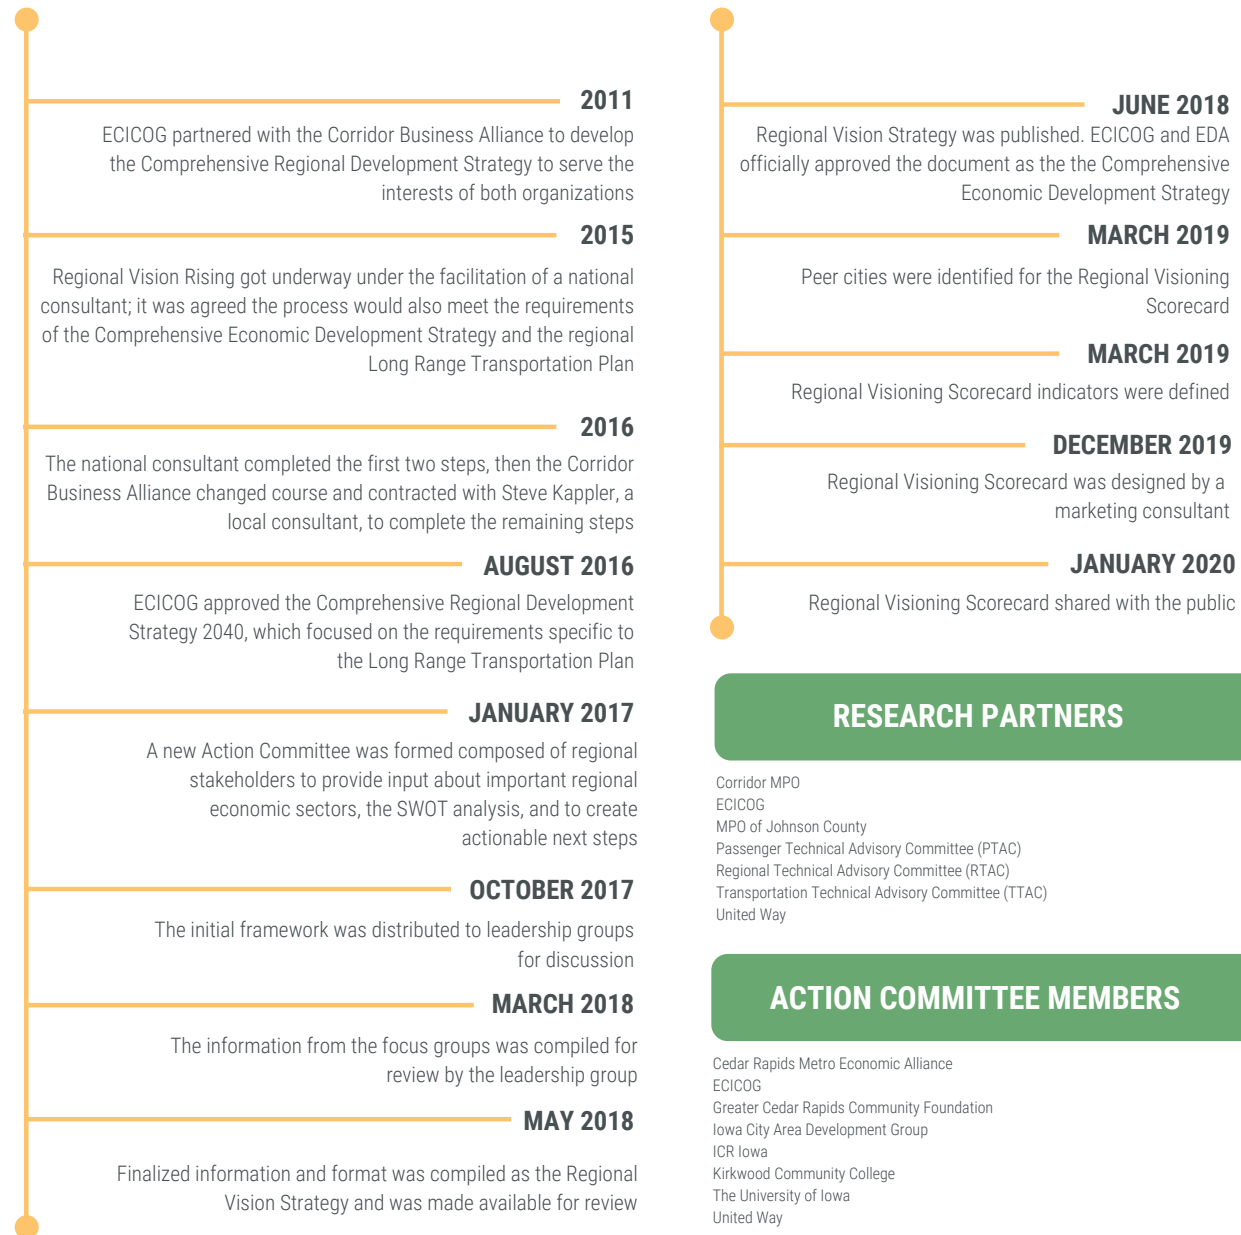 2011
ECICOG partnered with the Corridor Business Alliance to develop
the Comprehensive Regional Development Strategy to serve the
interests of both organizations
2015
Regional Vision Rising got underway under the facilitation of a national
consultant; it was agreed the process would also meet the requirements
of the Comprehensive Economic Development Strategy and the regional
Long Range Transportation Plan
2016
The national consultant completed the first two steps, then the Corridor
Business Alliance changed course and contracted with Steve Kappler, a
local consultant, to complete the remaining steps
AUGUST 2016
ECICOG approved the Comprehensive Regional Development
Strategy 2040, which focused on the requirements specific to
the Long Range Transportation Plan
JANUARY 2017
A new Action Committee was formed composed of regional
stakeholders to provide input about important regional
economic sectors, the SWOT analysis, and to create
actionable next steps
OCTOBER 2017
The initial framework was distributed to leadership groups
for discussion
MARCH 2018
The information from the focus groups was compiled for
review by the leadership group
MAY 2018
Finalized information and format was compiled as the Regional
Vision Strategy and was made available for review
JUNE 2018
Regional Vision Strategy was published. ECICOG and EDA
officially approved the document as the the Comprehensive
Economic Development Strategy
MARCH 2019
Peer cities were identified for the Regional Visioning
Scorecard
MARCH 2019
Regional Visioning Scorecard indicators were defined
DECEMBER 2019
Regional Visioning Scorecard was designed by a
marketing consultant
JANUARY 2020
Regional Visioning Scorecard shared with the public
RESEARCH PARTNERS
Corridor MPO
ECICOG
MPO of Johnson County
Passenger Technical Advisory Committee (PTAC)
Regional Technical Advisory Committee (RTAC)
Transportation Technical Advisory Committee (TTAC)
United Way
ACTION COMMITTEE MEMBERS
Cedar Rapids Metro Economic Alliance
ECICOG
Greater Cedar Rapids Community Foundation
Iowa City Area Development Group
ICR Iowa
Kirkwood Community College
The University of Iowa
United Way